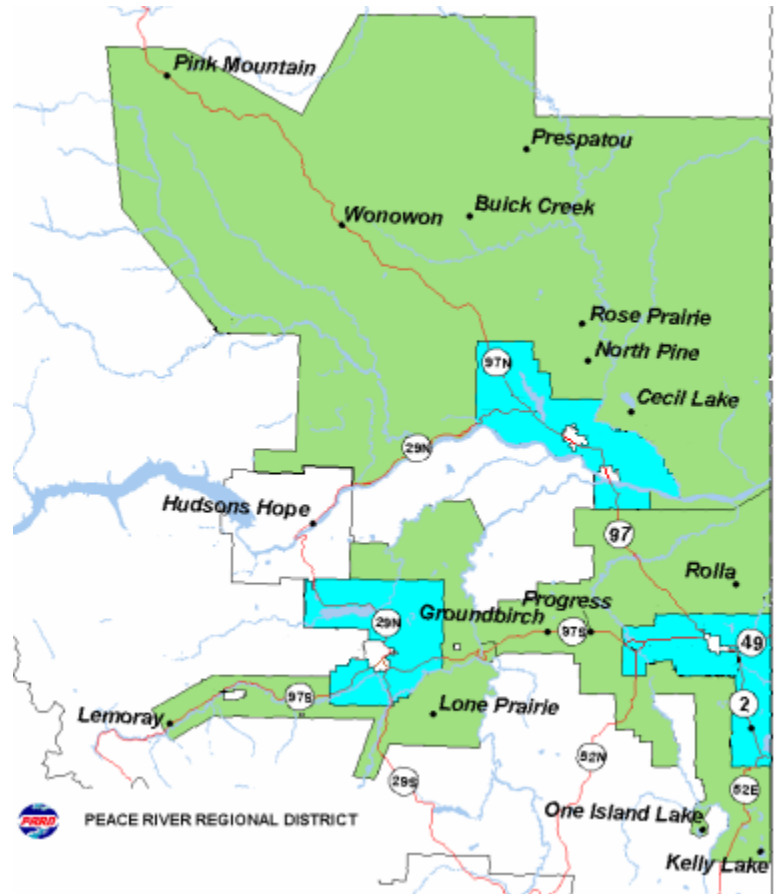 Pink Mountain
Prespatou
Buick Creek
Wonowon
Rose Prairie
North Pine
97N
Cecil Lake
29N
Hudsons Hope
97
Rolla
Progress
Groundbirch
29N
97S
49
97S
Lemoray
Lone Prairie
2
52N
29S
52E
One Island Lake
PRRD
PEACE RIVER REGIONAL DISTRICT
Kelly Lake